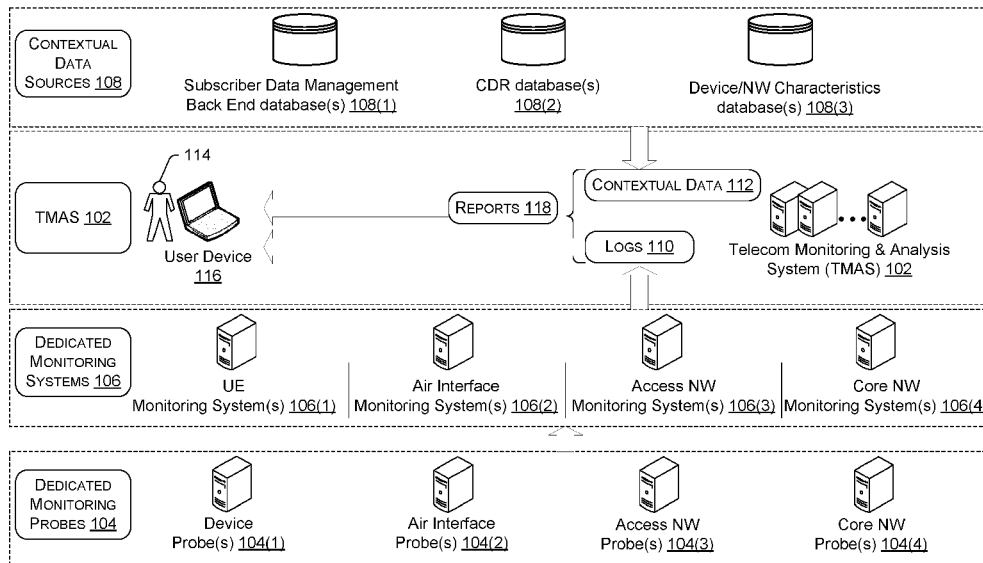 CONTEXTUAL
DATA
SOURCES 108
Subscriber Data Management
Back End database(s) 108(1)
CDR database(s)
108(2)
Device/NW Characteristics
database(s) 108(3)
TMAS 102
114
User Device
116
REPORTS 118
CONTEXTUAL DATA 112
LOGS 110
Telecom Monitoring & Analysis
System (TMAS) 102
DEDICATED
MONITORING
SYSTEMS 106
UE
Monitoring System(s) 106(1)
Air Interface
Monitoring System(s) 106(2)
Access NW
Monitoring System(s) 106(3)
Core NW
Monitoring System(s) 106(4
DEDICATED
MONITORING
PROBES 104
Device
Probe(s) 104(1)
Air Interface
Probe(s) 104(2)
Access NW
Probe(s) 104(3)
Core NW
Probe(s) 104(4)